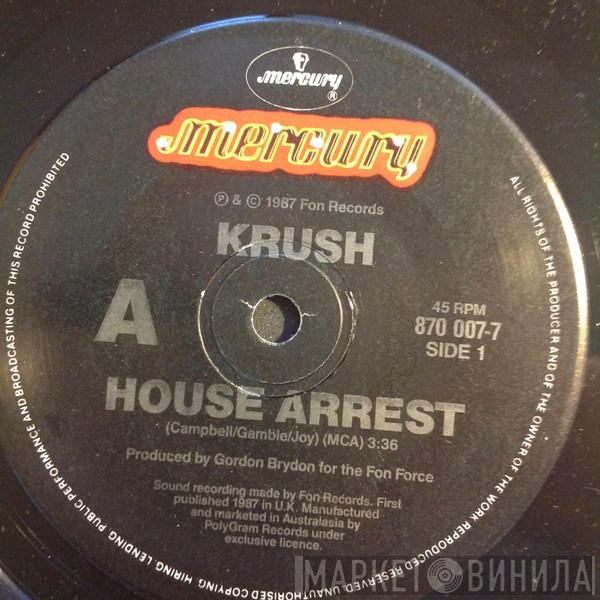 mercury
®
mercury
℗ & © 1987 Fon Records
KRUSH
A
45 RPM
870 007-7
SIDE 1
HOUSE ARREST
(Campbell/Gamble/Joy) (MCA) 3:36
Produced by Gordon Brydon for the Fon Force
Sound recording made by Fon Records. First
published 1987 in U.K. Manufactured
and marketed in Australasia by
PolyGram Records under
exclusive licence.
ALL RIGHTS OF THE PRODUCER AND OF THE OWNER OF THE WORK REPRODUCED RESERVED. UNAUTHORISED COPYING HIRING LENDING PUBLIC PERFORMANCE AND BROADCASTING OF THIS RECORD PROHIBITED
МАРКЕТ ВИНИЛА